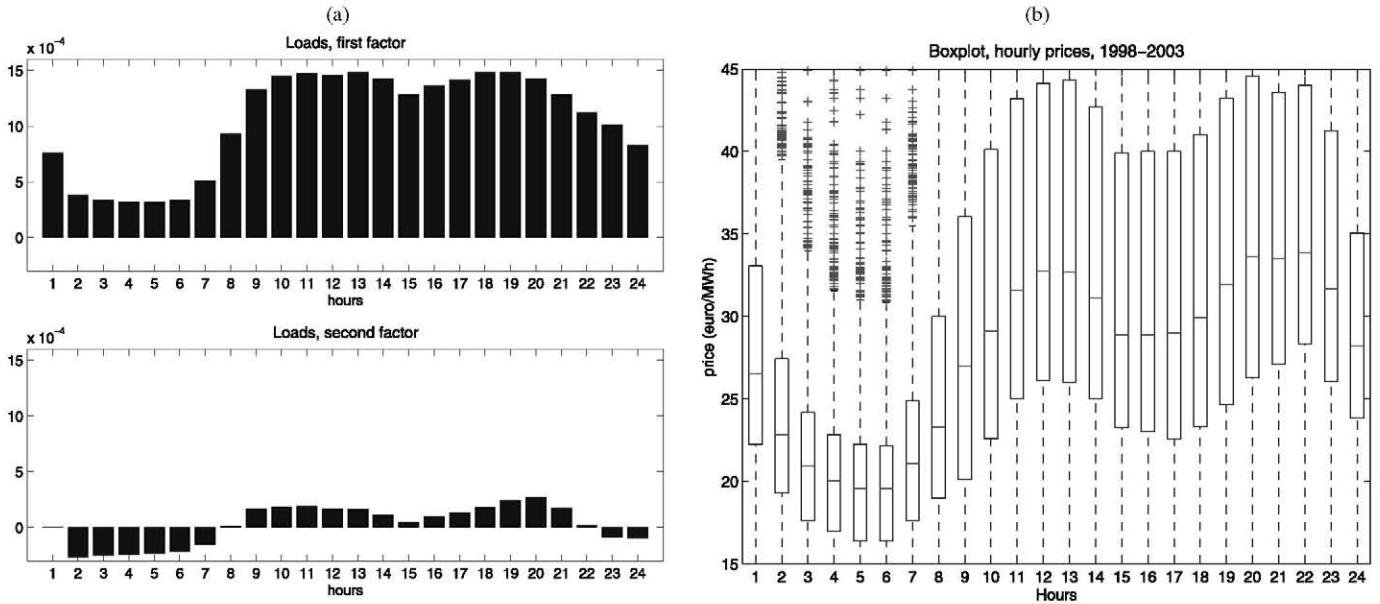 (a)
Loads, first factor
x 10⁻⁴
15
10
5
0
1 2 3 4 5 6 7 8 9 10 11 12 13 14 15 16 17 18 19 20 21 22 23 24
hours
Loads, second factor
x 10⁻⁴
15
10
5
0
1 2 3 4 5 6 7 8 9 10 11 12 13 14 15 16 17 18 19 20 21 22 23 24
hours
(b)
Boxplot, hourly prices, 1998–2003
price (euro/MWh)
45
40
35
30
25
20
15
1 2 3 4 5 6 7 8 9 10 11 12 13 14 15 16 17 18 19 20 21 22 23 24
Hours